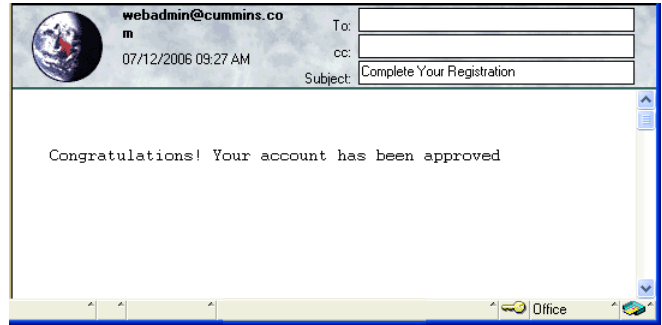 webadmin@cummins.co
m
To:
07/12/2006 09:27 AM
cc:
Subject:
Complete Your Registration
Congratulations! Your account has been approved
Office